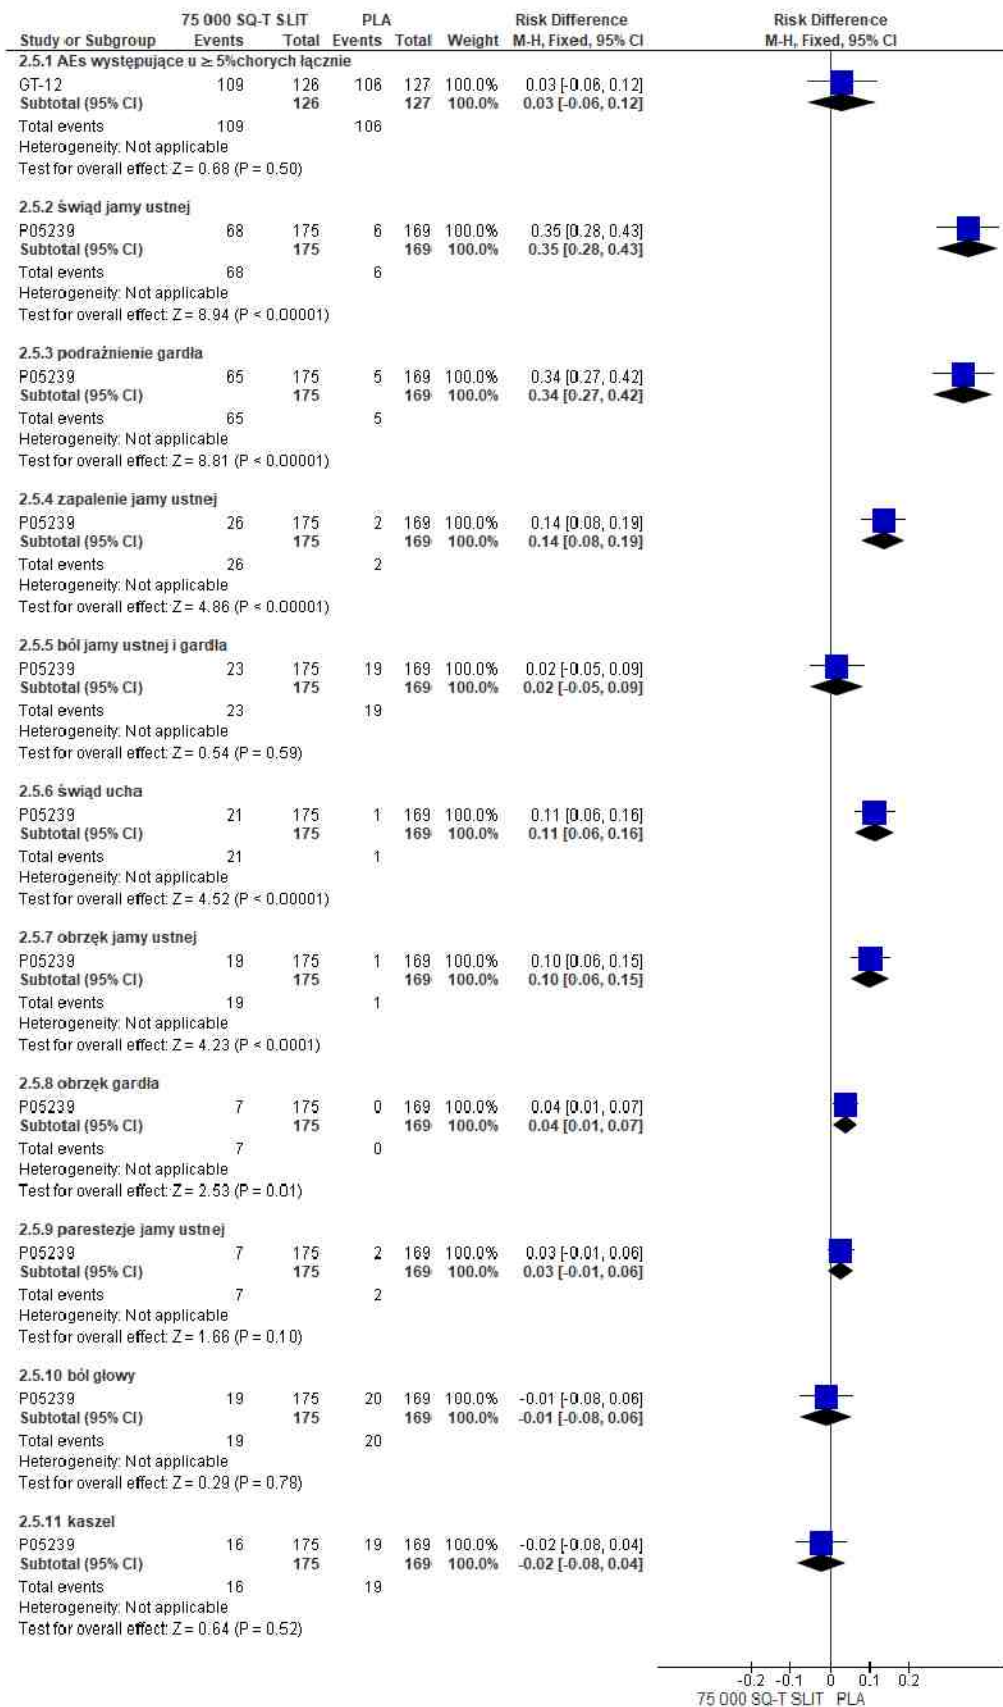 75 000 SQ-T SLIT PLA Risk Difference Risk Difference
Study or Subgroup Events Total Events Total Weight M-H, Fixed, 95% CI M-H, Fixed, 95% CI
2.5.1 AEs występujące u ≥ 5%chorych łącznie
GT-12 109 126 106 127 100.0% 0.03 [-0.06, 0.12]
Subtotal (95% CI) 126 127 100.0% 0.03 [-0.06, 0.12]
Total events 109 106
Heterogeneity: Not applicable
Test for overall effect: Z = 0.68 (P = 0.50)
2.5.2 świąd jamy ustnej
P05239 68 175 6 169 100.0% 0.35 [0.28, 0.43]
Subtotal (95% CI) 175 169 100.0% 0.35 [0.28, 0.43]
Total events 68 6
Heterogeneity: Not applicable
Test for overall effect: Z = 8.94 (P < 0.00001)
2.5.3 podrażnienie gardła
P05239 65 175 5 169 100.0% 0.34 [0.27, 0.42]
Subtotal (95% CI) 175 169 100.0% 0.34 [0.27, 0.42]
Total events 65 5
Heterogeneity: Not applicable
Test for overall effect: Z = 8.81 (P < 0.00001)
2.5.4 zapalenie jamy ustnej
P05239 26 175 2 169 100.0% 0.14 [0.08, 0.19]
Subtotal (95% CI) 175 169 100.0% 0.14 [0.08, 0.19]
Total events 26 2
Heterogeneity: Not applicable
Test for overall effect: Z = 4.86 (P < 0.00001)
2.5.5 ból jamy ustnej i gardła
P05239 23 175 19 169 100.0% 0.02 [-0.05, 0.09]
Subtotal (95% CI) 175 169 100.0% 0.02 [-0.05, 0.09]
Total events 23 19
Heterogeneity: Not applicable
Test for overall effect: Z = 0.54 (P = 0.59)
2.5.6 świąd ucha
P05239 21 175 1 169 100.0% 0.11 [0.06, 0.16]
Subtotal (95% CI) 175 169 100.0% 0.11 [0.06, 0.16]
Total events 21 1
Heterogeneity: Not applicable
Test for overall effect: Z = 4.52 (P < 0.00001)
2.5.7 obrzęk jamy ustnej
P05239 19 175 1 169 100.0% 0.10 [0.06, 0.15]
Subtotal (95% CI) 175 169 100.0% 0.10 [0.06, 0.15]
Total events 19 1
Heterogeneity: Not applicable
Test for overall effect: Z = 4.23 (P < 0.0001)
2.5.8 obrzęk gardła
P05239 7 175 0 169 100.0% 0.04 [0.01, 0.07]
Subtotal (95% CI) 175 169 100.0% 0.04 [0.01, 0.07]
Total events 7 0
Heterogeneity: Not applicable
Test for overall effect: Z = 2.53 (P = 0.01)
2.5.9 parestezje jamy ustnej
P05239 7 175 2 169 100.0% 0.03 [-0.01, 0.06]
Subtotal (95% CI) 175 169 100.0% 0.03 [-0.01, 0.06]
Total events 7 2
Heterogeneity: Not applicable
Test for overall effect: Z = 1.66 (P = 0.10)
2.5.10 ból głowy
P05239 19 175 20 169 100.0% -0.01 [-0.08, 0.06]
Subtotal (95% CI) 175 169 100.0% -0.01 [-0.08, 0.06]
Total events 19 20
Heterogeneity: Not applicable
Test for overall effect: Z = 0.29 (P = 0.78)
2.5.11 kaszel
P05239 16 175 19 169 100.0% -0.02 [-0.08, 0.04]
Subtotal (95% CI) 175 169 100.0% -0.02 [-0.08, 0.04]
Total events 16 19
Heterogeneity: Not applicable
Test for overall effect: Z = 0.64 (P = 0.52)
-0.2 -0.1 0 0.1 0.2
75 000 SQ-T SLIT PLA